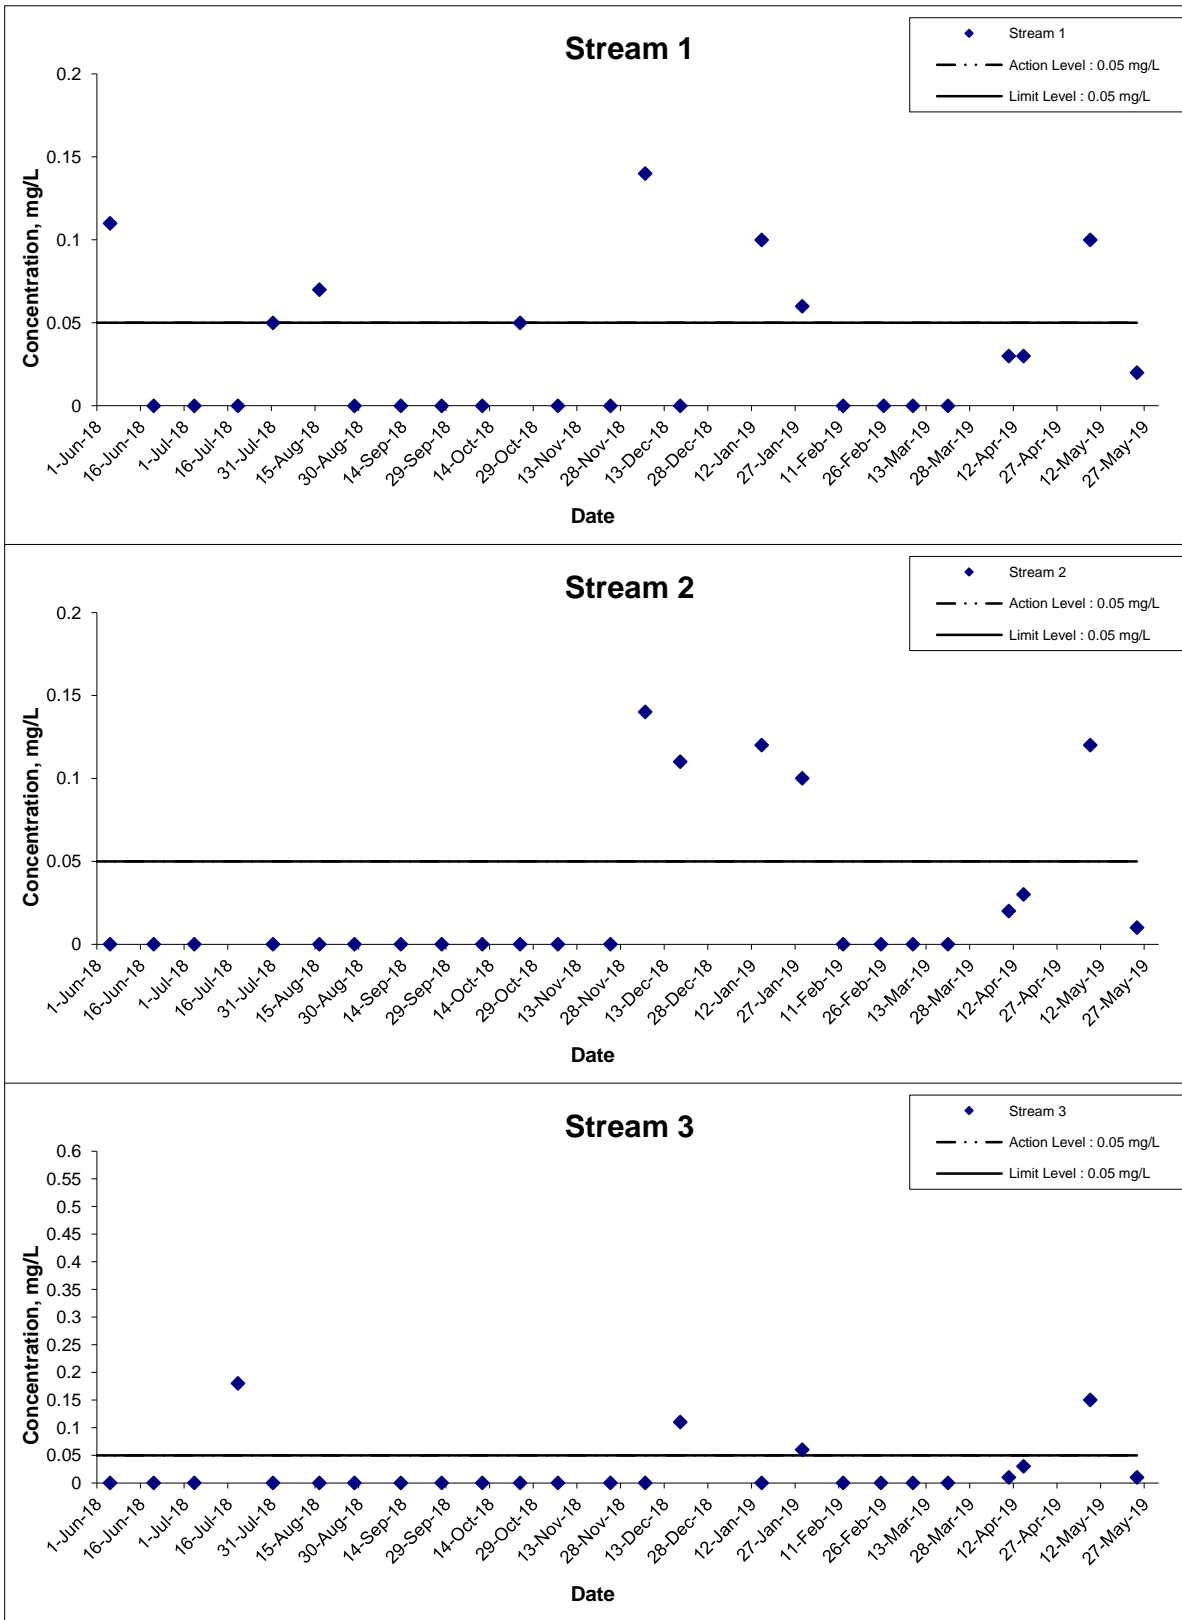 Stream 1
Stream 1
Action Level : 0.05 mg/L
Limit Level : 0.05 mg/L
Concentration, mg/L
0.2
0.15
0.1
0.05
0
1-Jun-18
16-Jun-18
1-Jul-18
16-Jul-18
31-Jul-18
15-Aug-18
30-Aug-18
14-Sep-18
29-Sep-18
14-Oct-18
29-Oct-18
13-Nov-18
28-Nov-18
13-Dec-18
28-Dec-18
12-Jan-19
27-Jan-19
11-Feb-19
26-Feb-19
13-Mar-19
28-Mar-19
12-Apr-19
27-Apr-19
12-May-19
27-May-19
Date
Stream 2
Stream 2
Action Level : 0.05 mg/L
Limit Level : 0.05 mg/L
Concentration, mg/L
0.2
0.15
0.1
0.05
0
1-Jun-18
16-Jun-18
1-Jul-18
16-Jul-18
31-Jul-18
15-Aug-18
30-Aug-18
14-Sep-18
29-Sep-18
14-Oct-18
29-Oct-18
13-Nov-18
28-Nov-18
13-Dec-18
28-Dec-18
12-Jan-19
27-Jan-19
11-Feb-19
26-Feb-19
13-Mar-19
28-Mar-19
12-Apr-19
27-Apr-19
12-May-19
27-May-19
Date
Stream 3
Stream 3
Action Level : 0.05 mg/L
Limit Level : 0.05 mg/L
Concentration, mg/L
0.6
0.55
0.5
0.45
0.4
0.35
0.3
0.25
0.2
0.15
0.1
0.05
0
1-Jun-18
16-Jun-18
1-Jul-18
16-Jul-18
31-Jul-18
15-Aug-18
30-Aug-18
14-Sep-18
29-Sep-18
14-Oct-18
29-Oct-18
13-Nov-18
28-Nov-18
13-Dec-18
28-Dec-18
12-Jan-19
27-Jan-19
11-Feb-19
26-Feb-19
13-Mar-19
28-Mar-19
12-Apr-19
27-Apr-19
12-May-19
27-May-19
Date